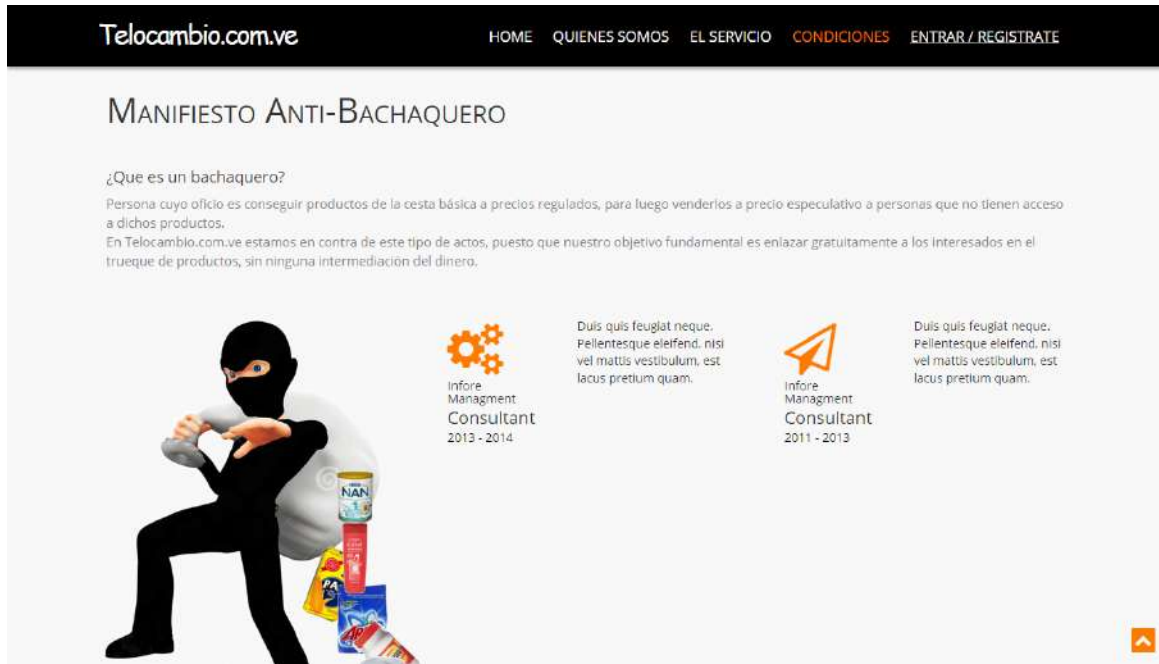 Telocambio.com.ve
HOME QUIENES SOMOS EL SERVICIO CONDICIONES ENTRAR / REGISTRATE
Manifiesto Anti-Bachaquero
¿Que es un bachaquero?
Persona cuyo oficio es conseguir productos de la cesta básica a precios regulados, para luego venderlos a precio especulativo a personas que no tienen acceso
a dichos productos.
En Telocambio.com.ve estamos en contra de este tipo de actos, puesto que nuestro objetivo fundamental es enlazar gratuitamente a los interesados en el
trueque de productos, sin ninguna intermediación del dinero.
Infore
Managment
Consultant
2013 - 2014
Duis quis feugiat neque.
Pellentesque eleifend, nisi
vel mattis vestibulum, est
lacus pretium quam.
Infore
Managment
Consultant
2011 - 2013
Duis quis feugiat neque.
Pellentesque eleifend, nisi
vel mattis vestibulum, est
lacus pretium quam.
NAN
1